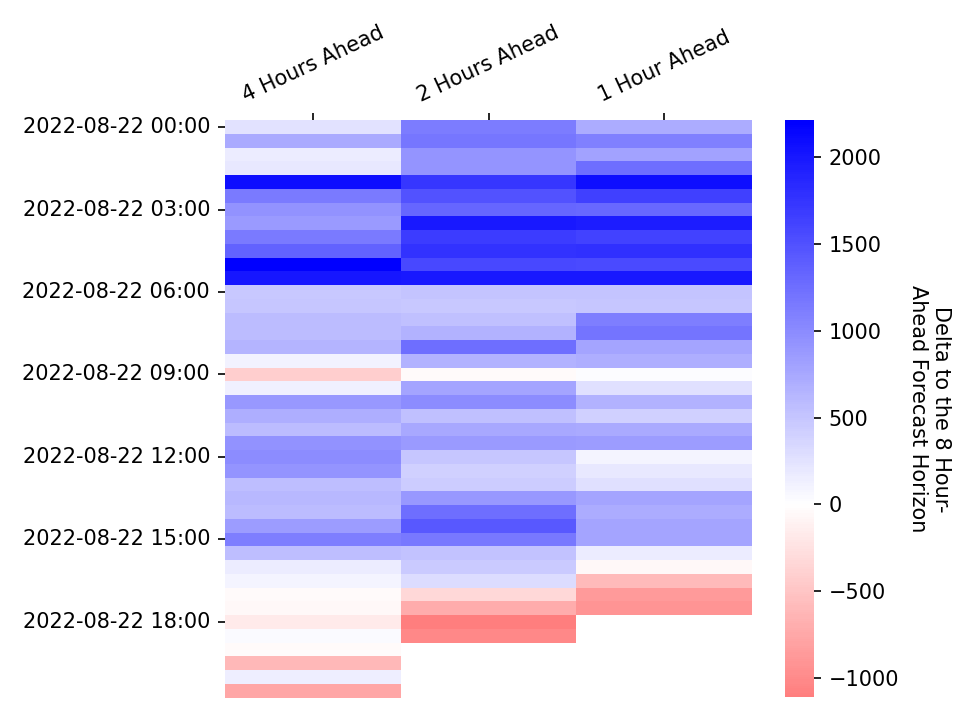 4 Hours Ahead
2 Hours Ahead
1 Hour Ahead
2022-08-22 00:00
2022-08-22 03:00
2022-08-22 06:00
2022-08-22 09:00
2022-08-22 12:00
2022-08-22 15:00
2022-08-22 18:00
2000
1500
1000
500
0
−500
−1000
Delta to the 8 Hour-
Ahead Forecast Horizon